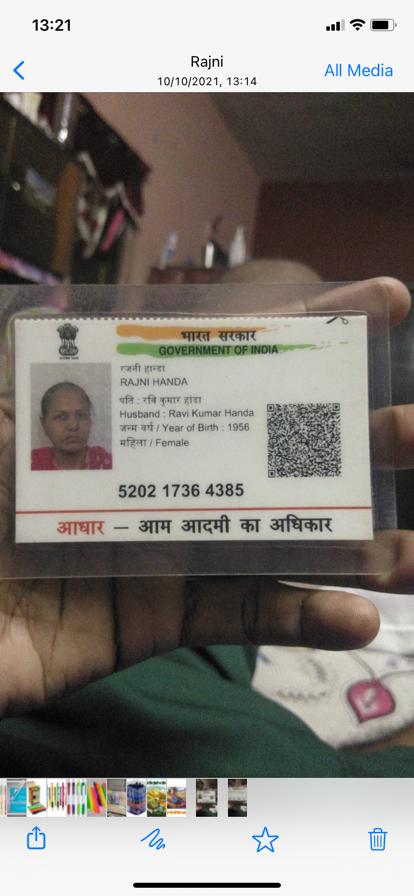 13:21
Rajni
10/10/2021, 13:14
All Media
भारत सरकार
GOVERNMENT OF INDIA
रजनी हान्डा
RAJNI HANDA
पति : रवि कुमार हांडा
Husband : Ravi Kumar Handa
जन्म वर्ष / Year of Birth : 1956
महिला / Female
5202 1736 4385
आधार — आम आदमी का अधिकार